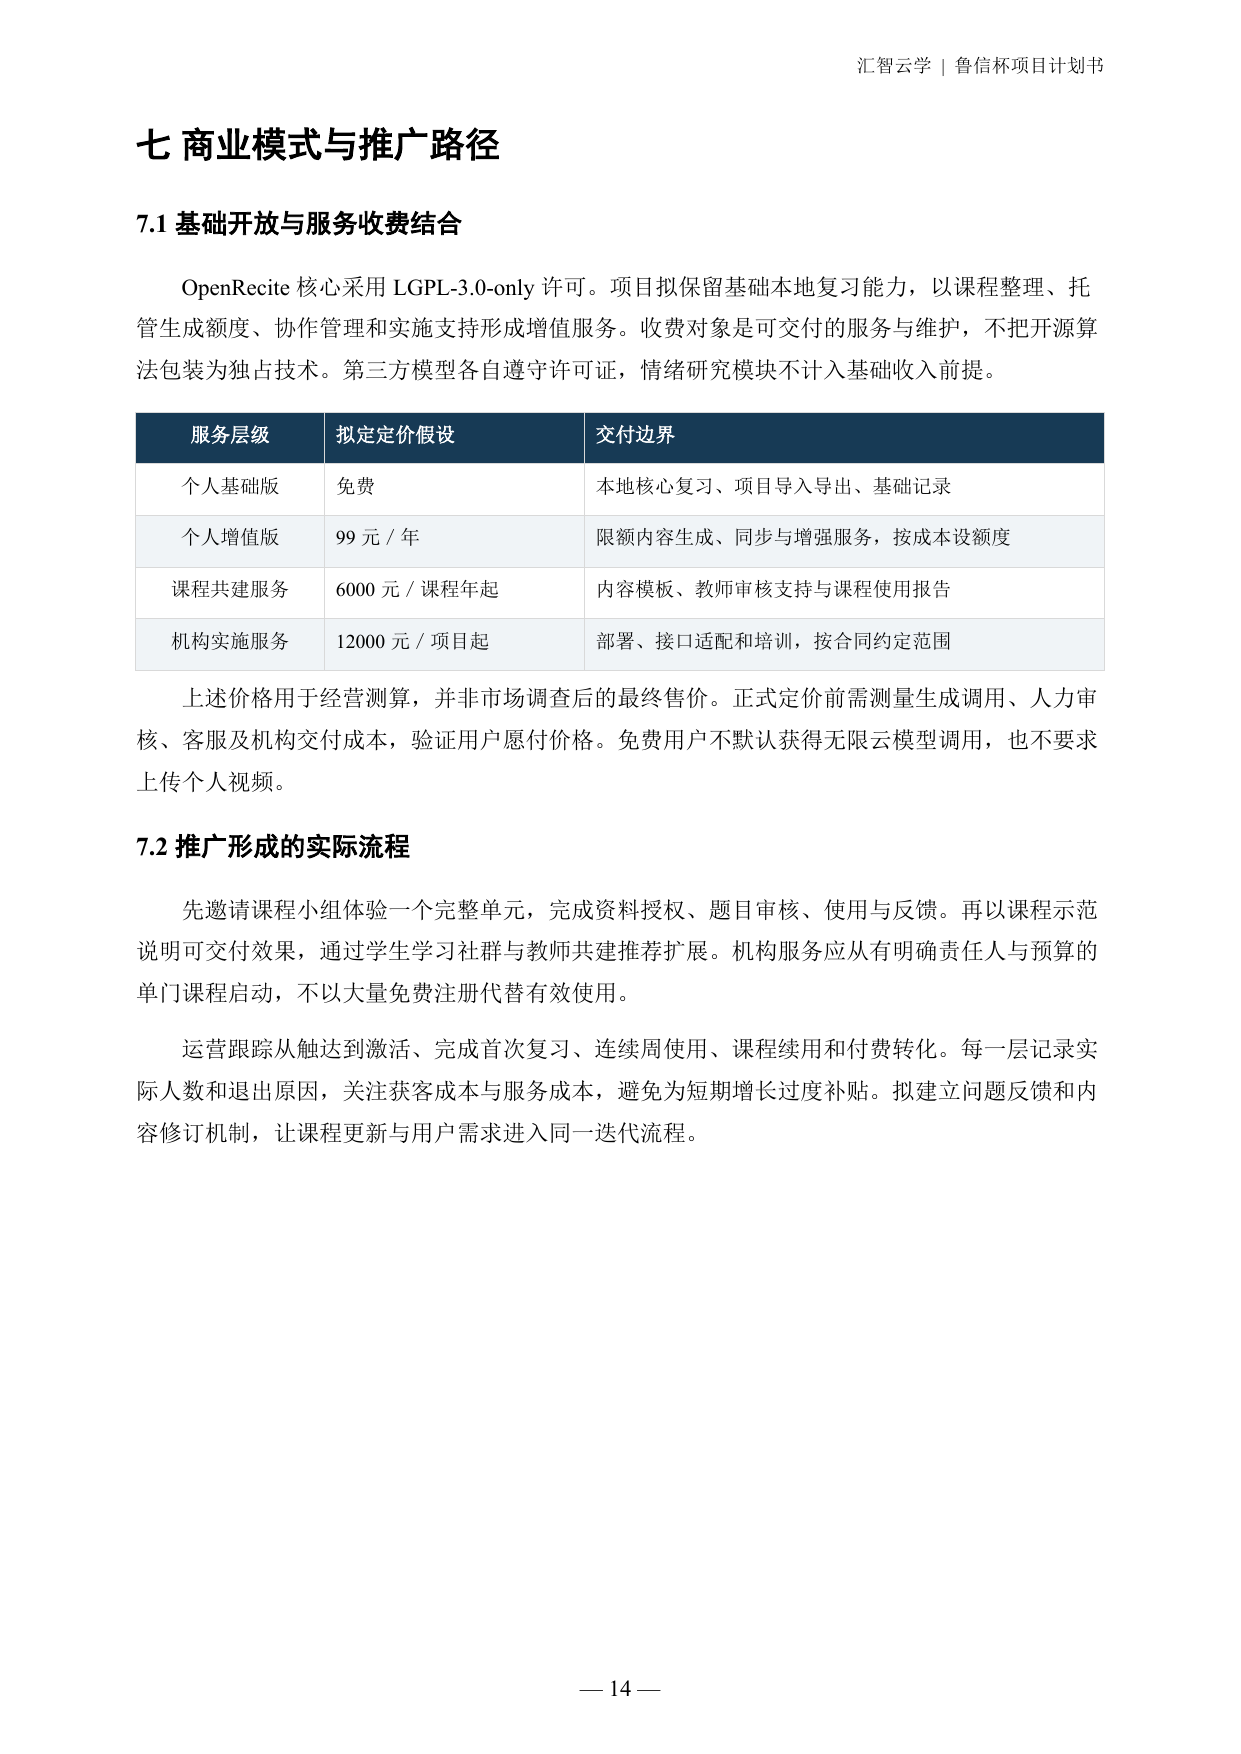 汇智云学 | 鲁信杯项目计划书
七 商业模式与推广路径
7.1 基础开放与服务收费结合
OpenRecite 核心采用 LGPL-3.0-only 许可。项目拟保留基础本地复习能力，以课程整理、托
管生成额度、协作管理和实施支持形成增值服务。收费对象是可交付的服务与维护，不把开源算
法包装为独占技术。第三方模型各自遵守许可证，情绪研究模块不计入基础收入前提。
服务层级 拟定定价假设 交付边界
个人基础版 免费 本地核心复习、项目导入导出、基础记录
个人增值版 99 元 / 年 限额内容生成、同步与增强服务，按成本设额度
课程共建服务 6000 元 / 课程年起 内容模板、教师审核支持与课程使用报告
机构实施服务 12000 元 / 项目起 部署、接口适配和培训，按合同约定范围
上述价格用于经营测算，并非市场调查后的最终售价。正式定价前需测量生成调用、人力审
核、客服及机构交付成本，验证用户愿付价格。免费用户不默认获得无限云模型调用，也不要求
上传个人视频。
7.2 推广形成的实际流程
先邀请课程小组体验一个完整单元，完成资料授权、题目审核、使用与反馈。再以课程示范
说明可交付效果，通过学生学习社群与教师共建推荐扩展。机构服务应从有明确责任人与预算的
单门课程启动，不以大量免费注册代替有效使用。
运营跟踪从触达到激活、完成首次复习、连续周使用、课程续用和付费转化。每一层记录实
际人数和退出原因，关注获客成本与服务成本，避免为短期增长过度补贴。拟建立问题反馈和内
容修订机制，让课程更新与用户需求进入同一迭代流程。
— 14 —